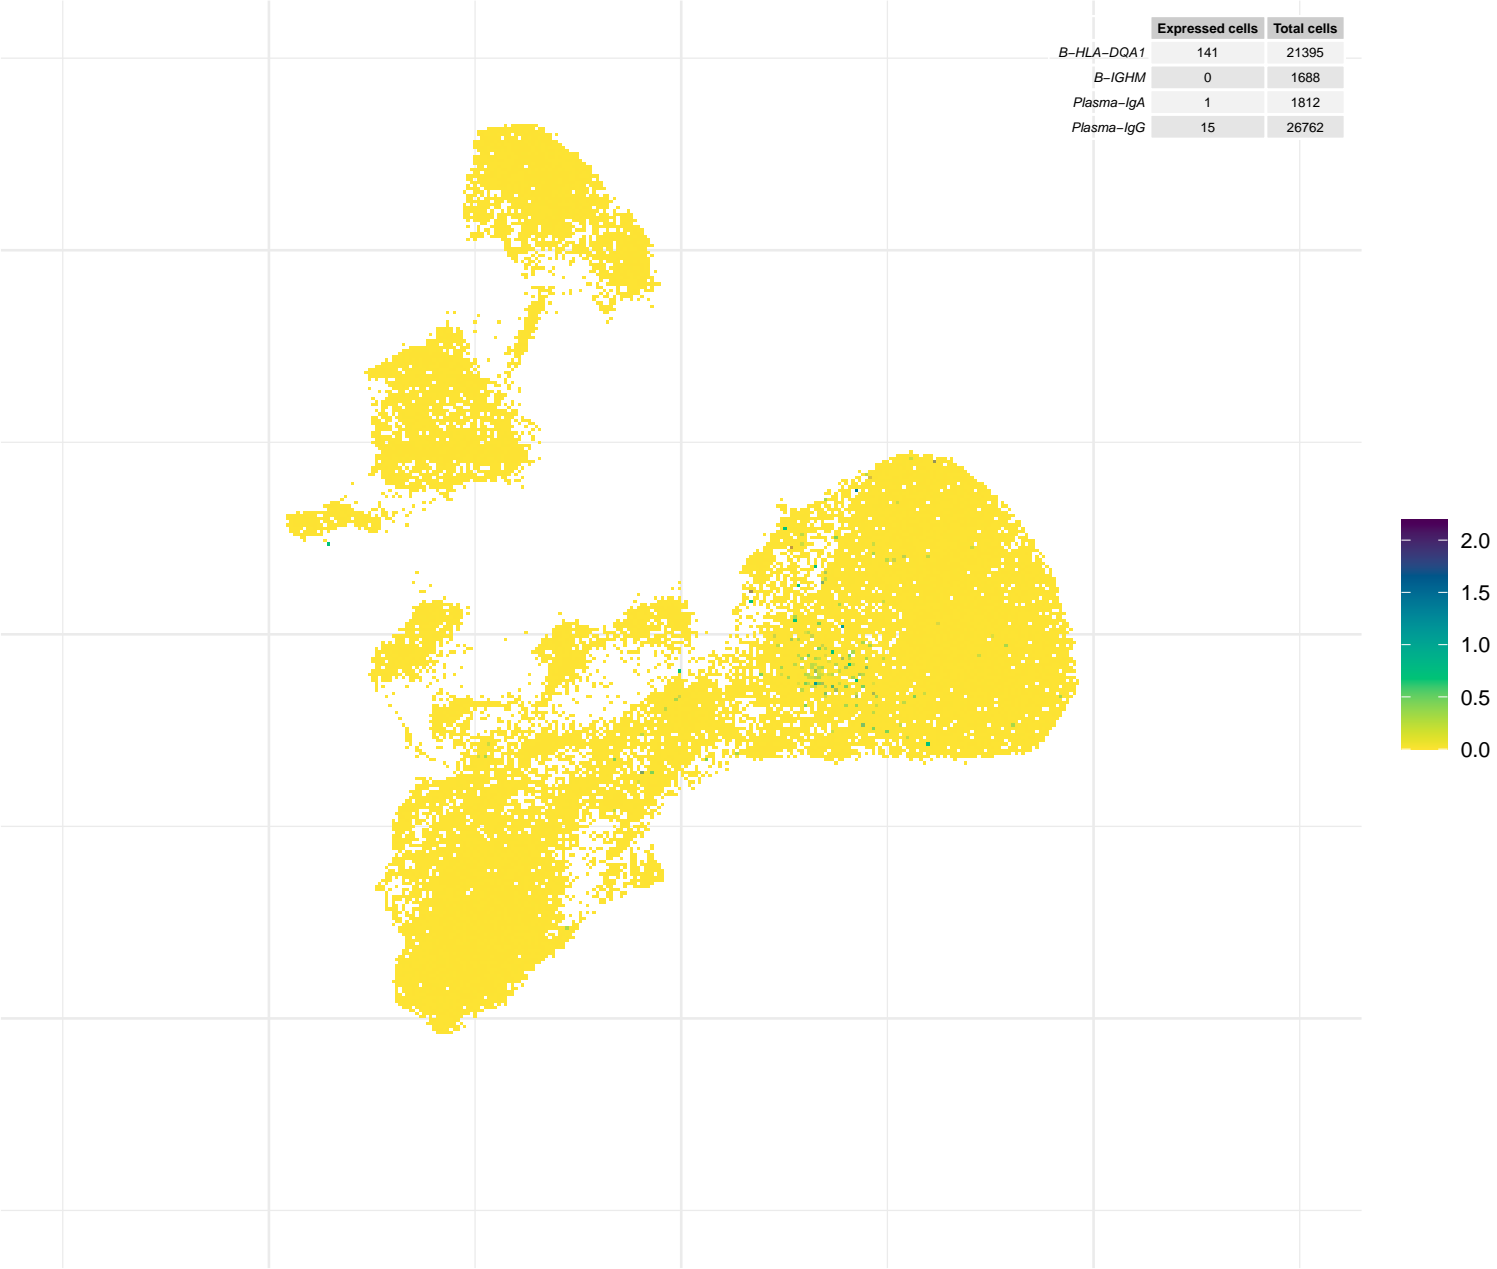 Expressed cells Total cells
B−HLA−DQA1 141 21395
B−IGHM 0 1688
Plasma−IgA 1 1812
Plasma−IgG 15 26762
2.0
1.5
1.0
0.5
0.0